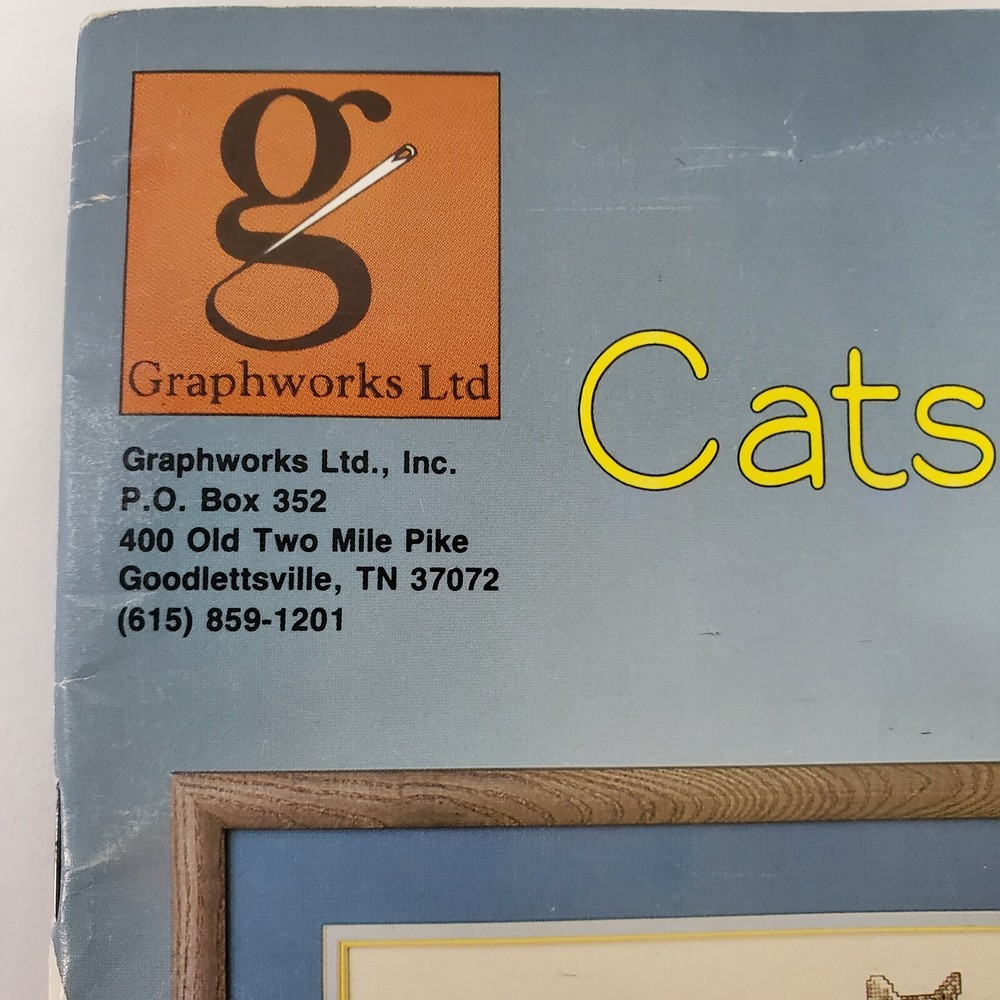 g
Graphworks Ltd
Cats
Graphworks Ltd., Inc.
P.O. Box 352
400 Old Two Mile Pike
Goodlettsville, TN 37072
(615) 859-1201